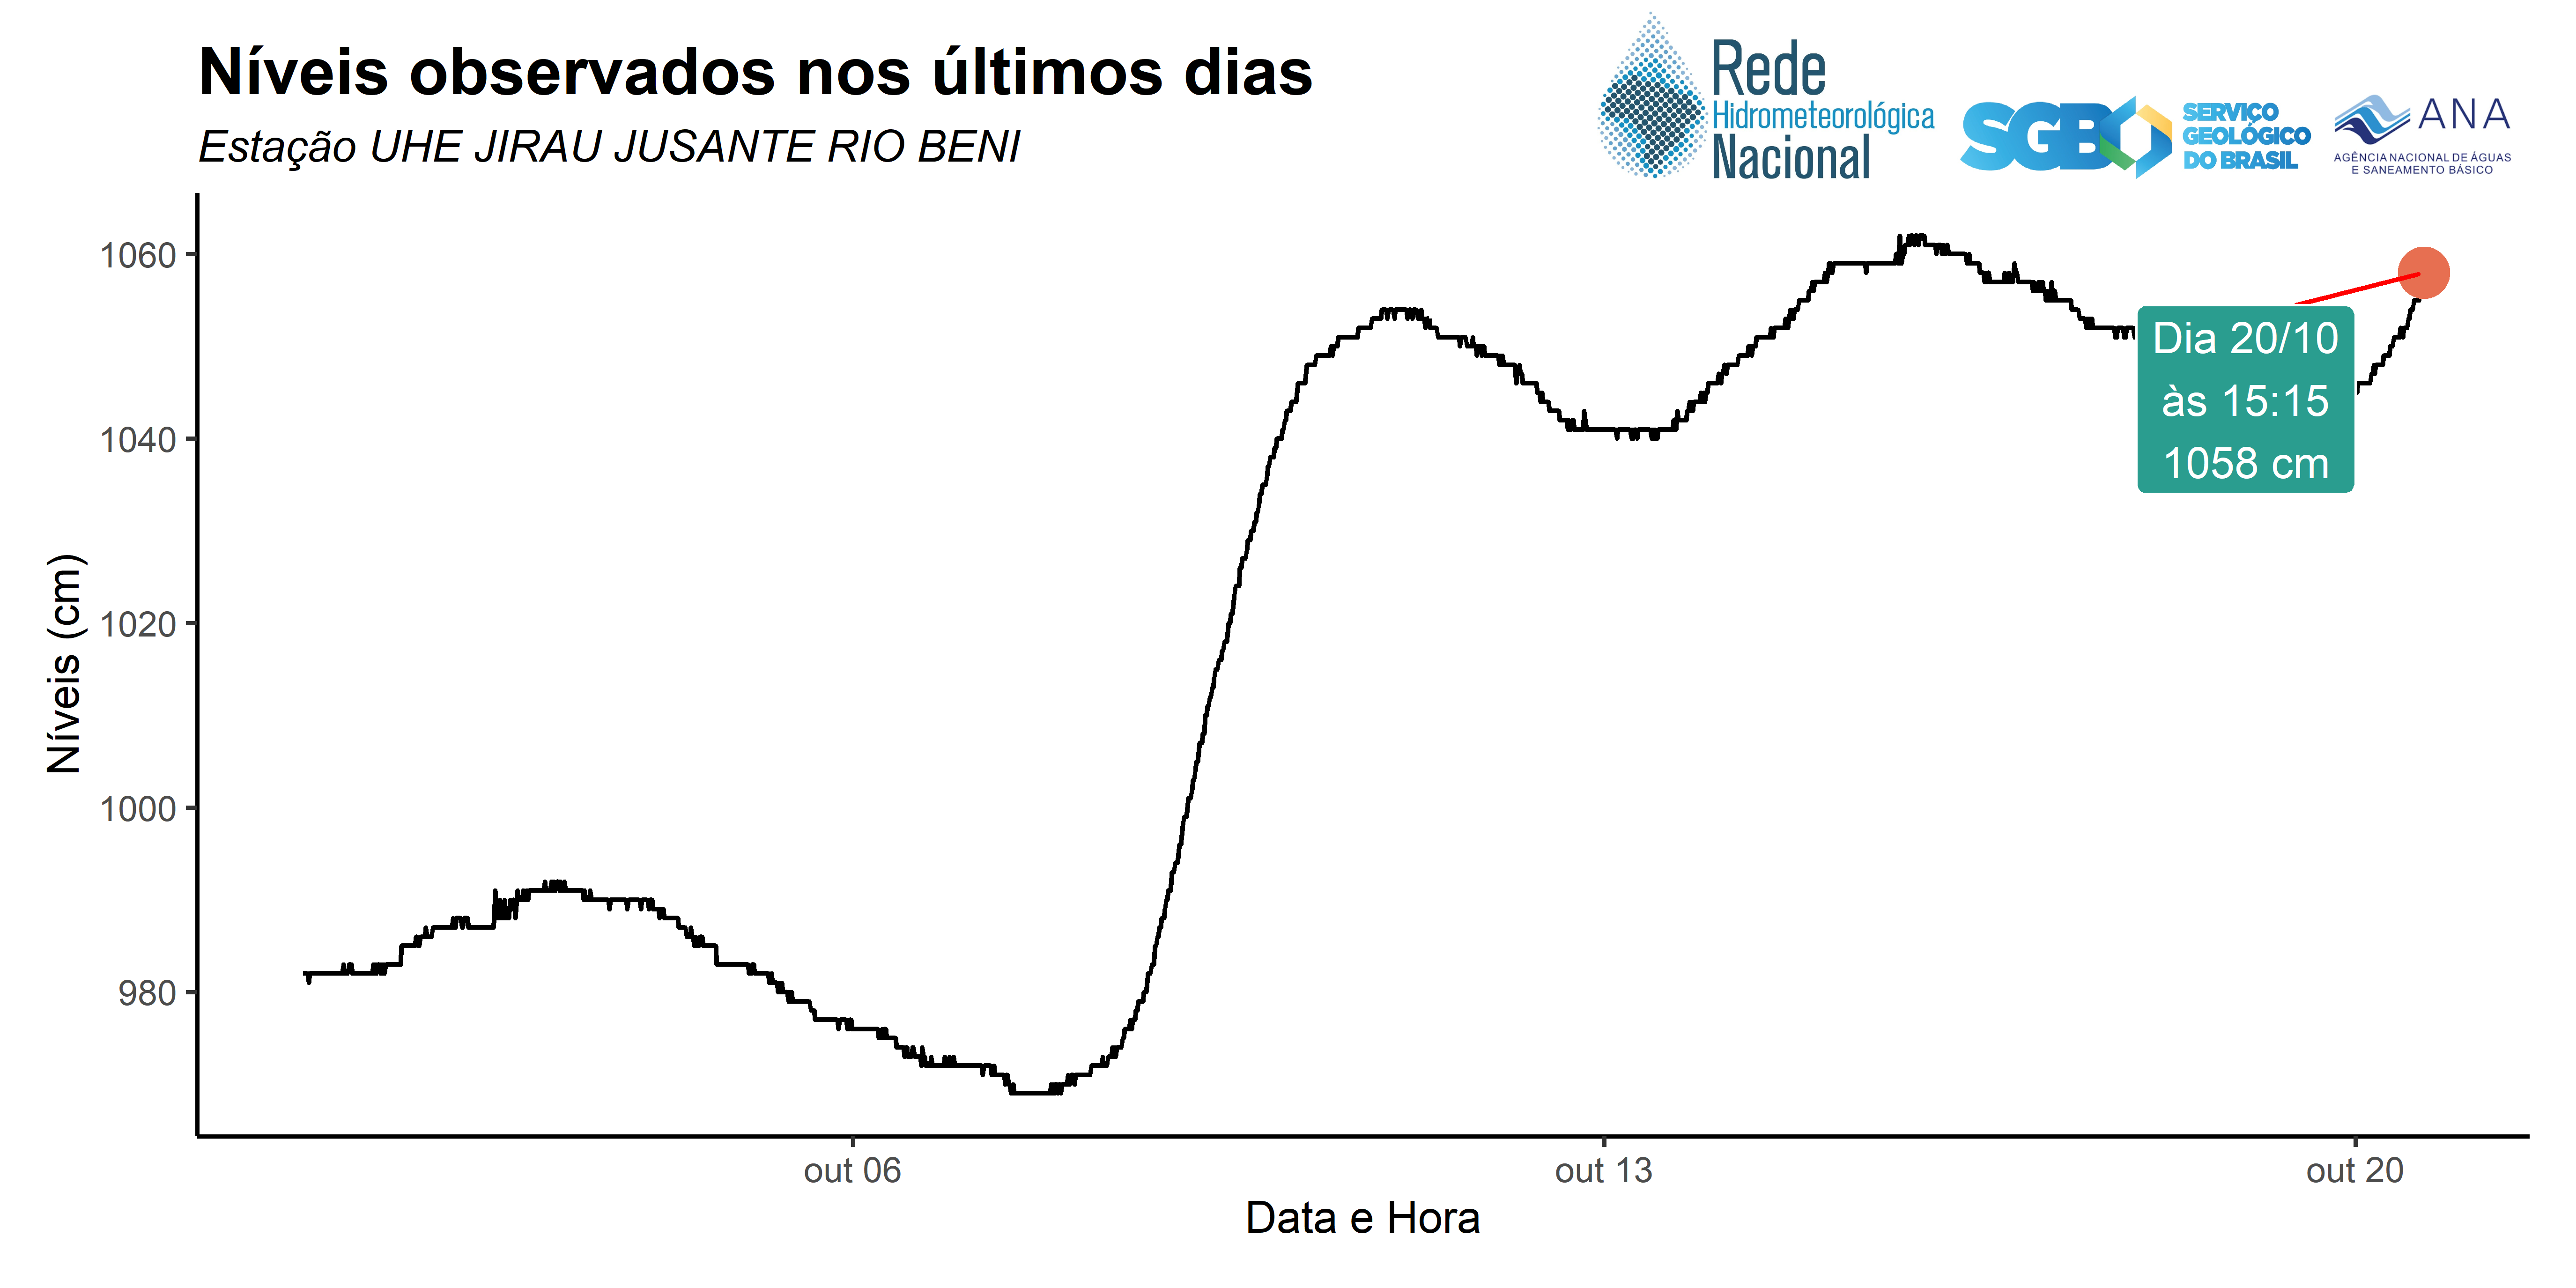 Níveis observados nos últimos dias
Estação UHE JIRAU JUSANTE RIO BENI
Rede
Hidrometeorológica
Nacional
SGB
SERVIÇO
GEOLÓGICO
DO BRASIL
ANA
AGÊNCIA NACIONAL DE ÁGUAS
E SANEAMENTO BÁSICO
Níveis (cm)
1060
1040
1020
1000
980
Dia 20/10
às 15:15
1058 cm
out 06
out 13
out 20
Data e Hora